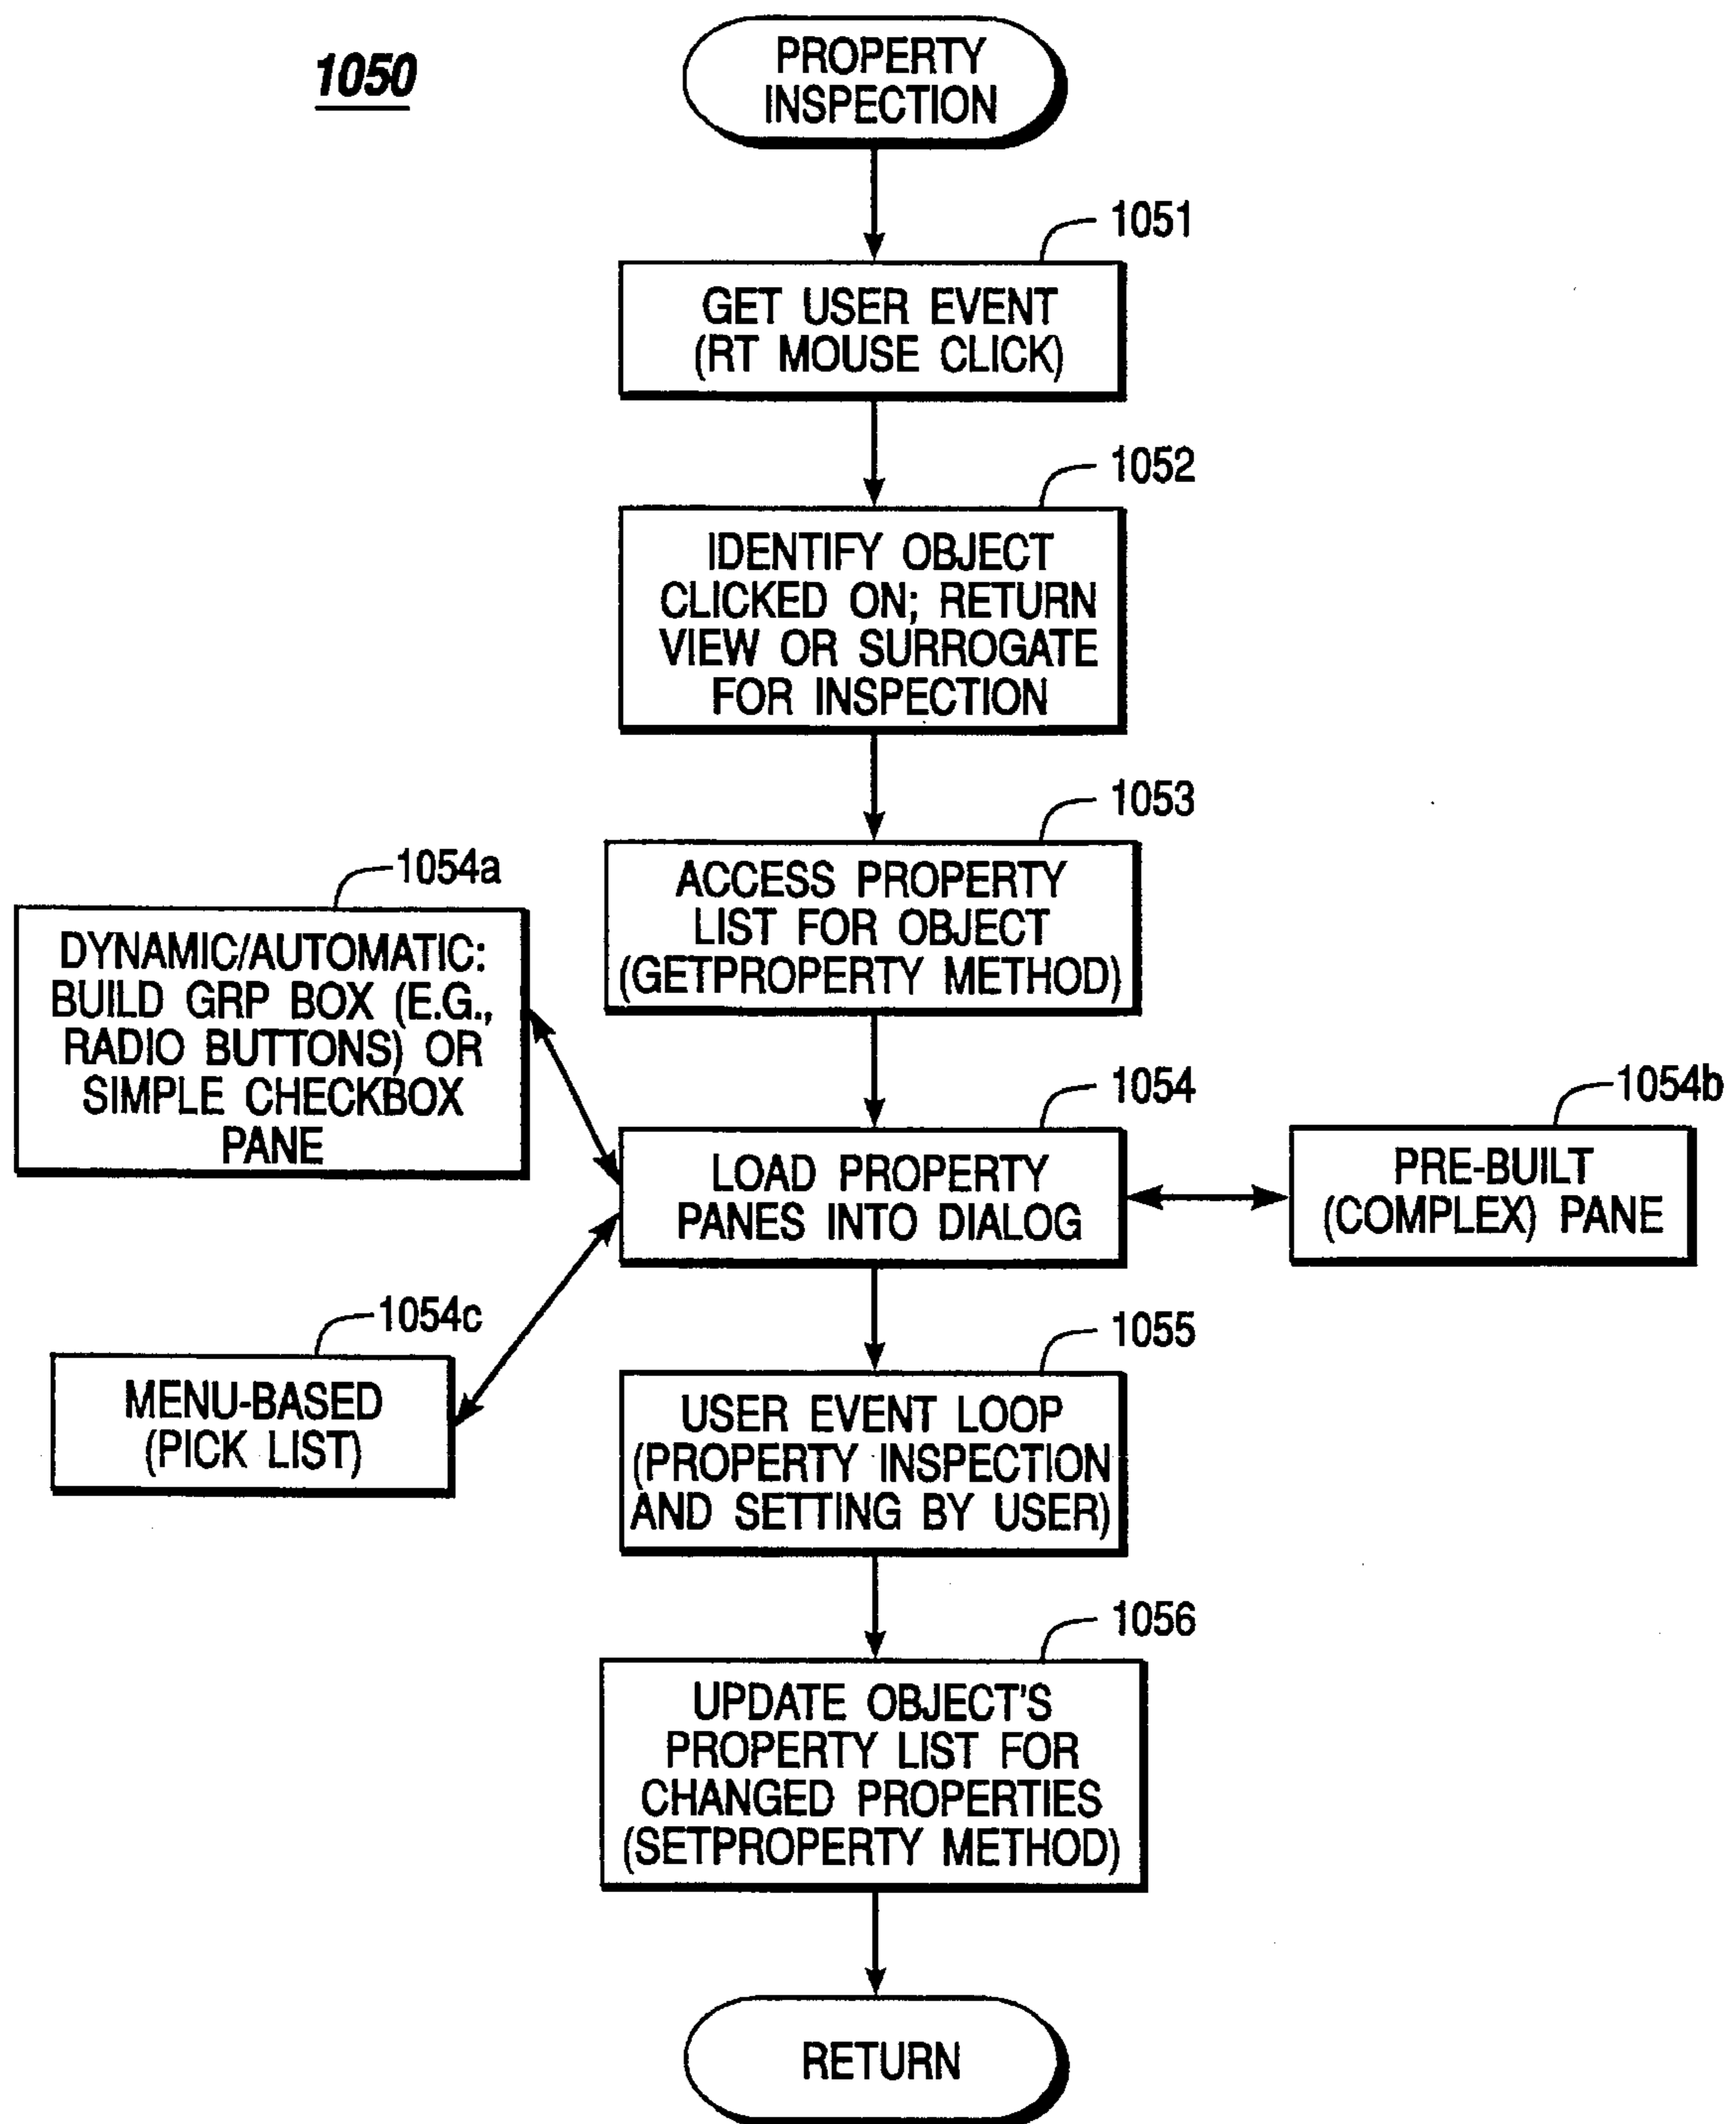 1050
PROPERTY
INSPECTION
1051
GET USER EVENT
(RT MOUSE CLICK)
1052
IDENTIFY OBJECT
CLICKED ON; RETURN
VIEW OR SURROGATE
FOR INSPECTION
1053
ACCESS PROPERTY
LIST FOR OBJECT
(GETPROPERTY METHOD)
1054a
DYNAMIC/AUTOMATIC:
BUILD GRP BOX (E.G.,
RADIO BUTTONS) OR
SIMPLE CHECKBOX
PANE
1054
LOAD PROPERTY
PANES INTO DIALOG
1054b
PRE-BUILT
(COMPLEX) PANE
1054c
MENU-BASED
(PICK LIST)
1055
USER EVENT LOOP
(PROPERTY INSPECTION
AND SETTING BY USER)
1056
UPDATE OBJECT'S
PROPERTY LIST FOR
CHANGED PROPERTIES
(SETPROPERTY METHOD)
RETURN